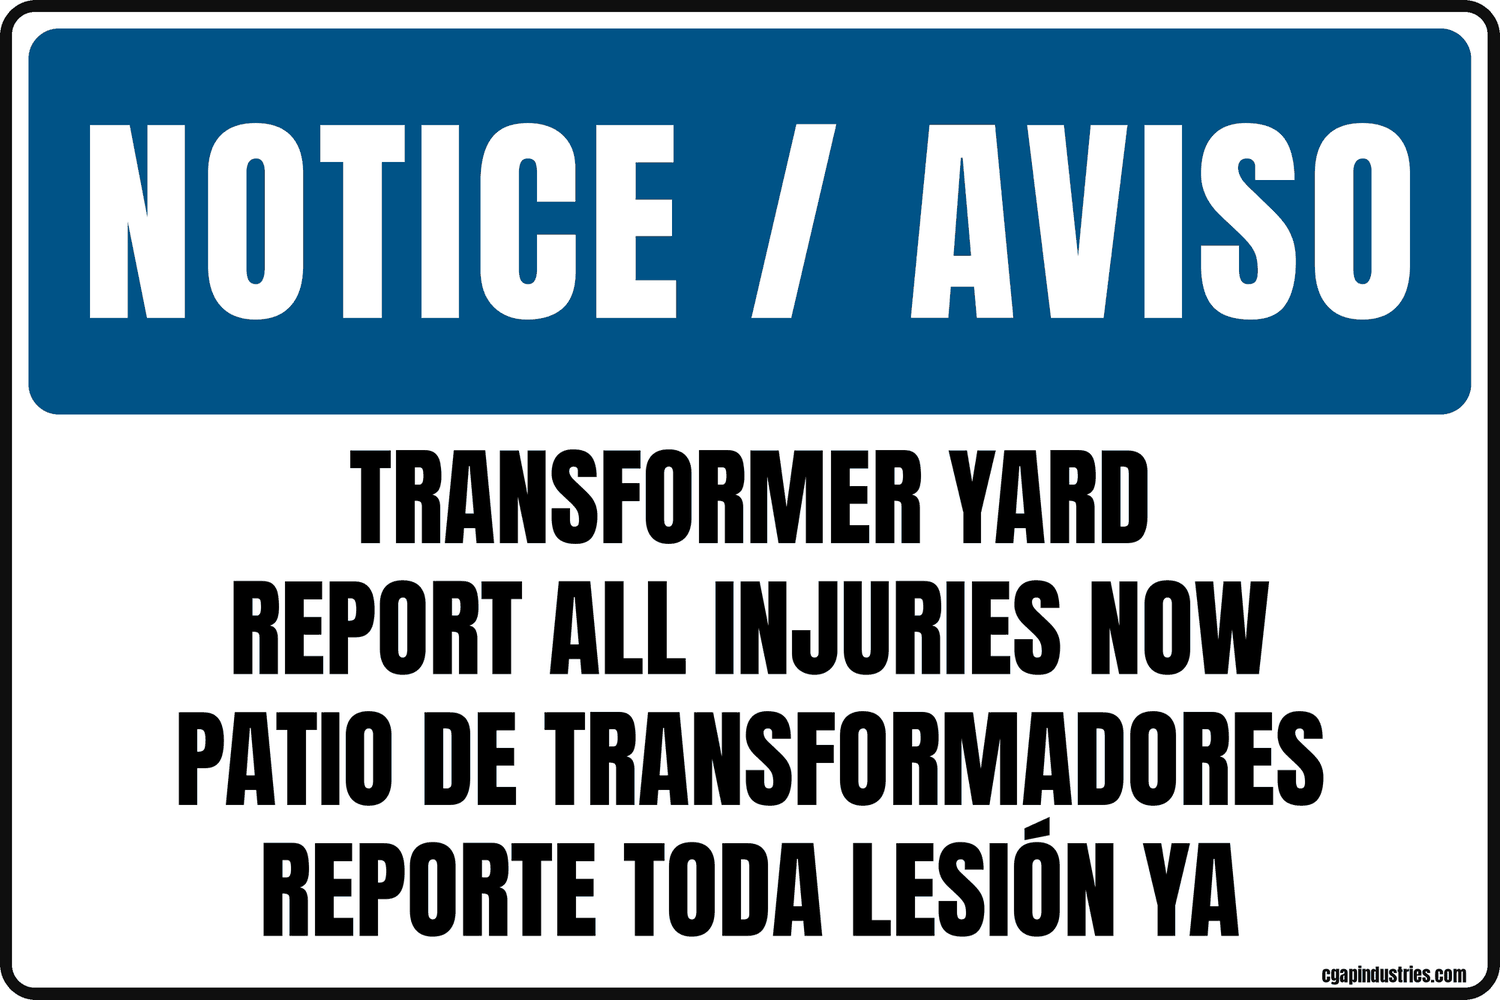 NOTICE / AVISO
TRANSFORMER YARD
REPORT ALL INJURIES NOW
PATIO DE TRANSFORMADORES
REPORTE TODA LESIÓN YA
cgapindustries.com